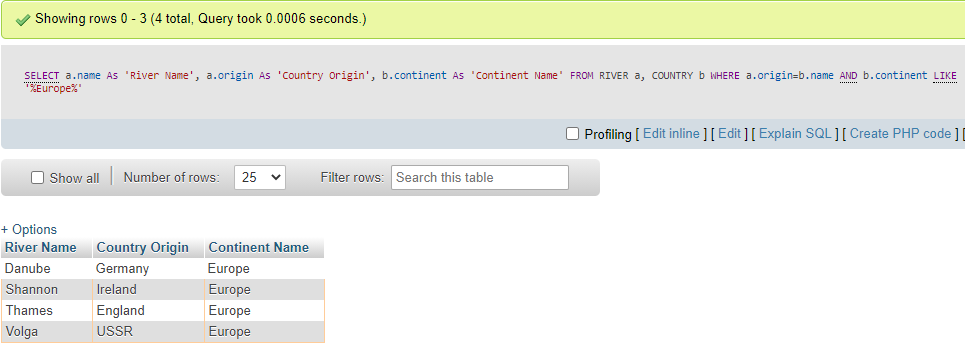 Showing rows 0 - 3 (4 total, Query took 0.0006 seconds.)
SELECT a.name As 'River Name', a.origin As 'Country Origin', b.continent As 'Continent Name' FROM RIVER a, COUNTRY b WHERE a.origin=b.name AND b.continent LIKE
'%Europe%'
Profiling [ Edit inline ] [ Edit ] [ Explain SQL ] [ Create PHP code ] [
Show all | Number of rows: 25 Filter rows: Search this table
+ Options
River Name Country Origin Continent Name
Danube Germany Europe
Shannon Ireland Europe
Thames England Europe
Volga USSR Europe